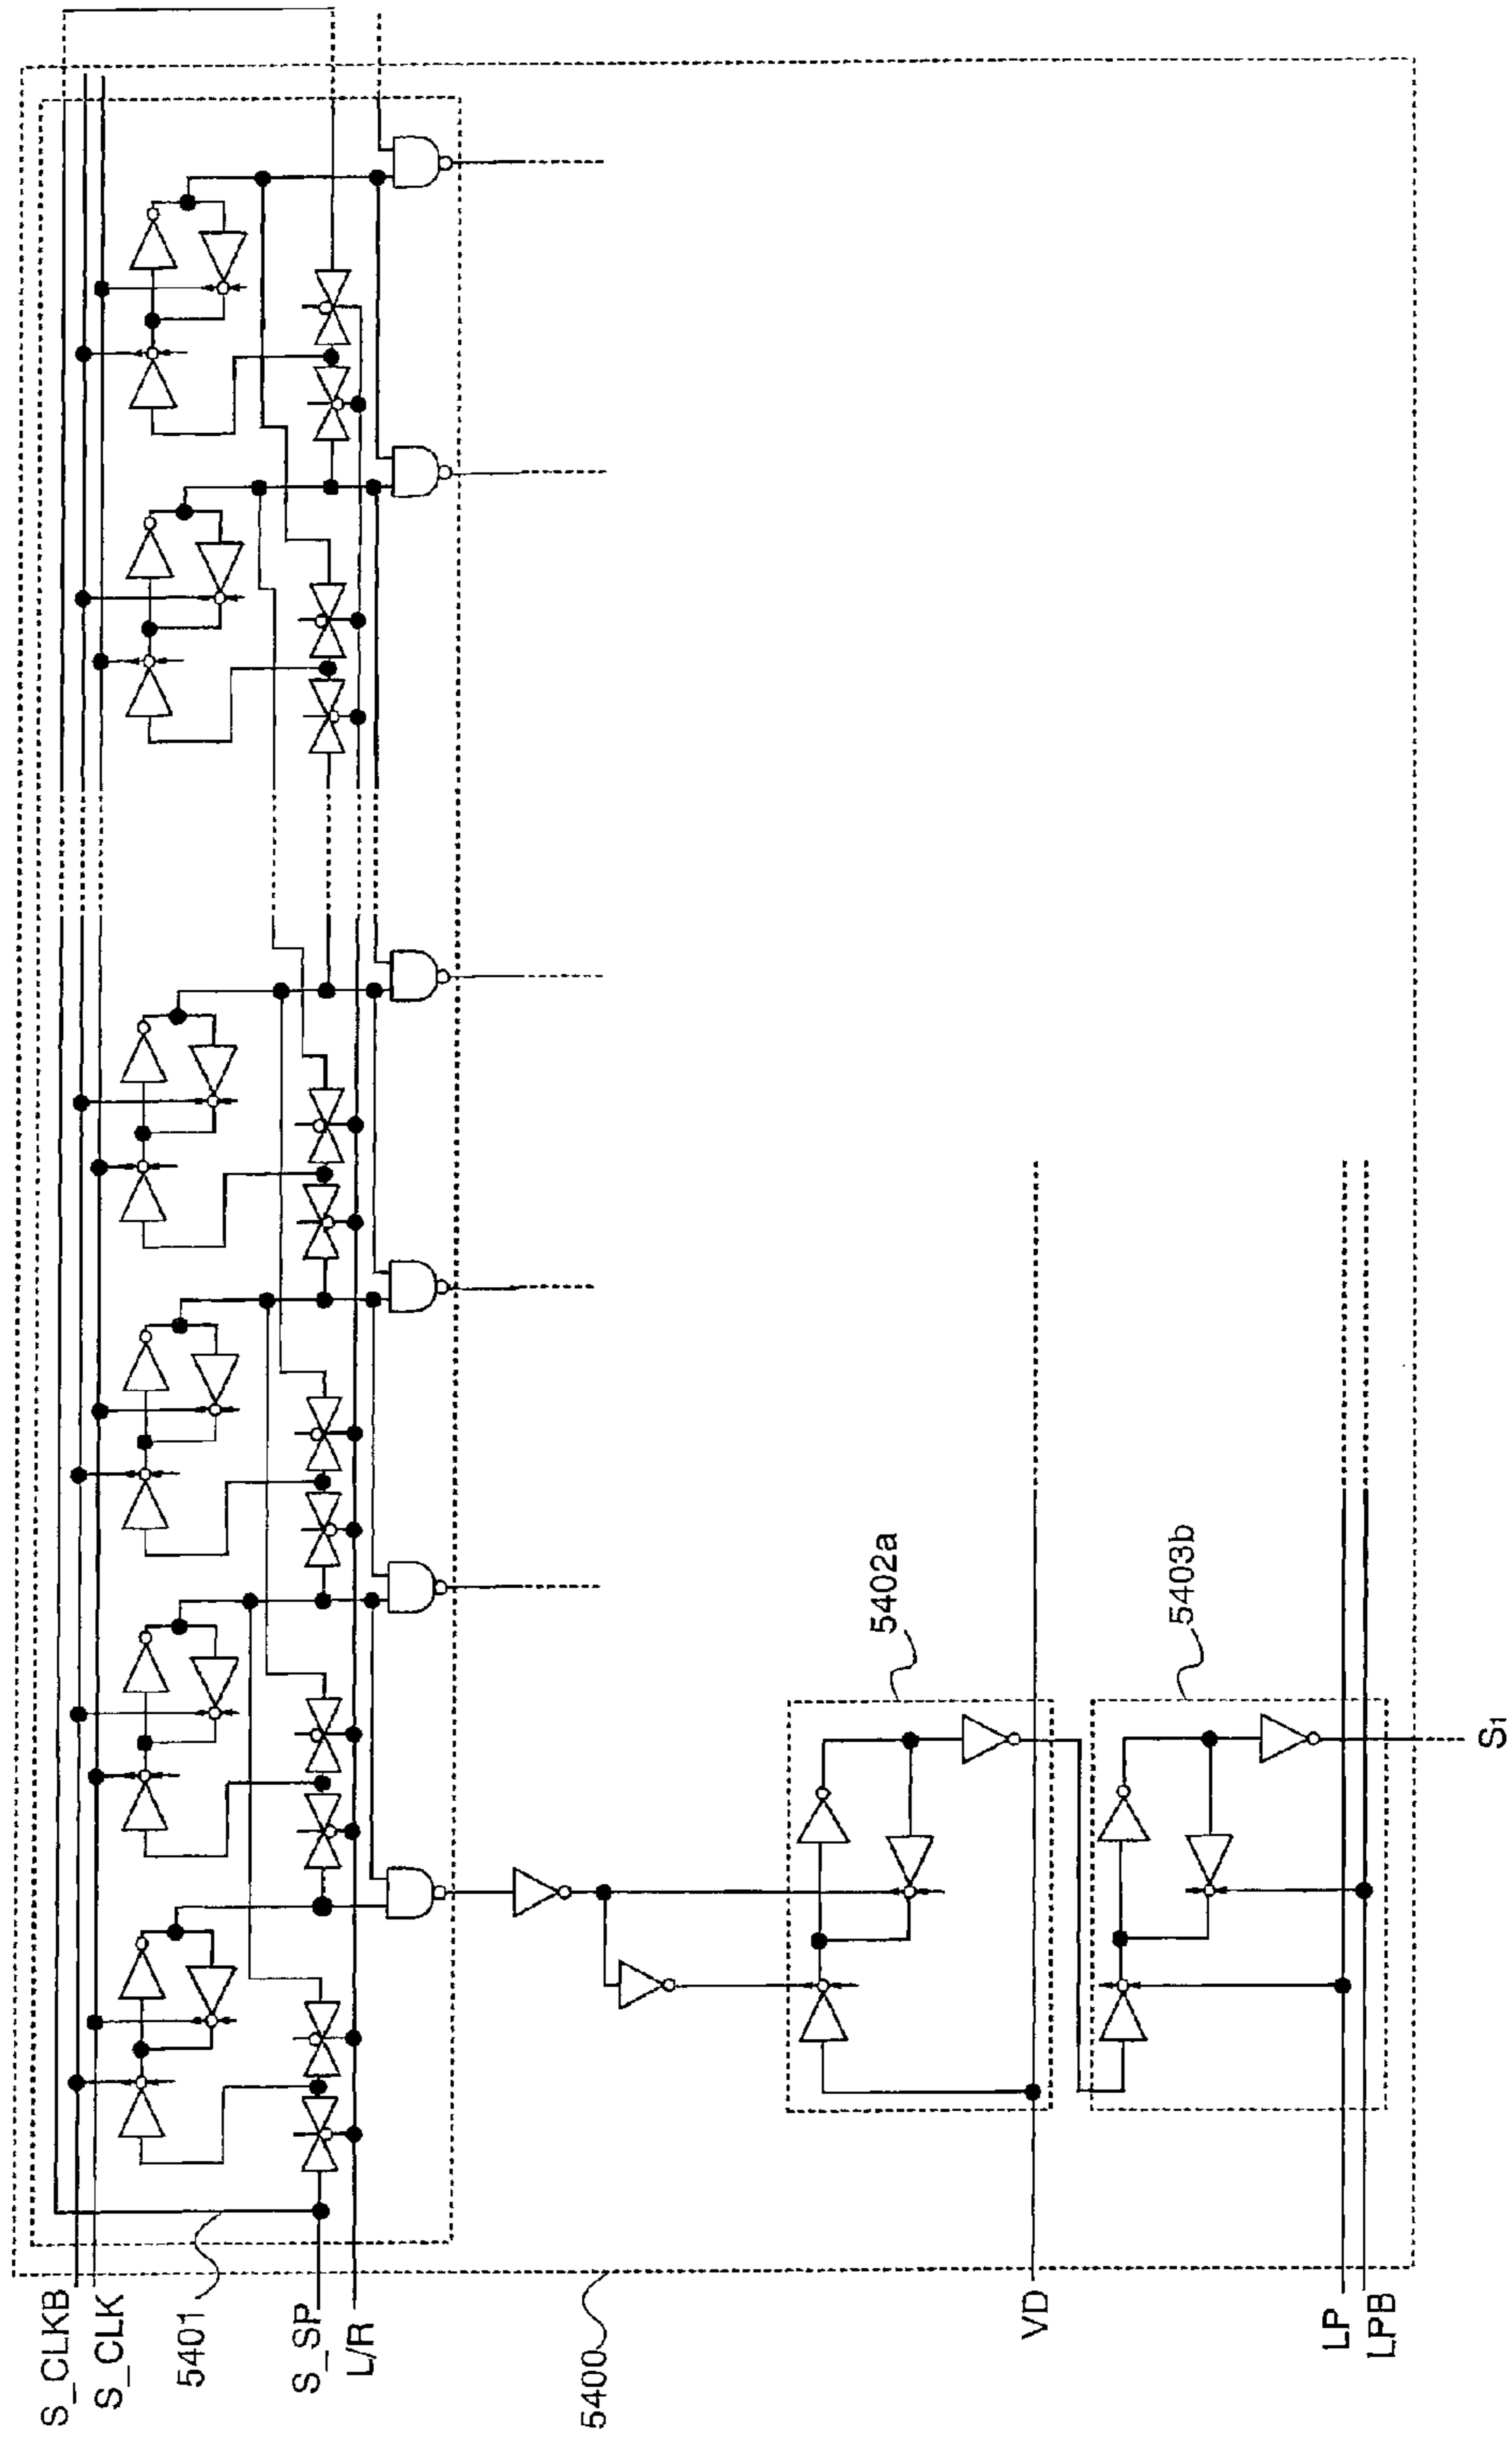 S_CLKB
S_CLK
5401
S_SP
L/R
5400
VD
LP
LPB
5402a
5403b
S1